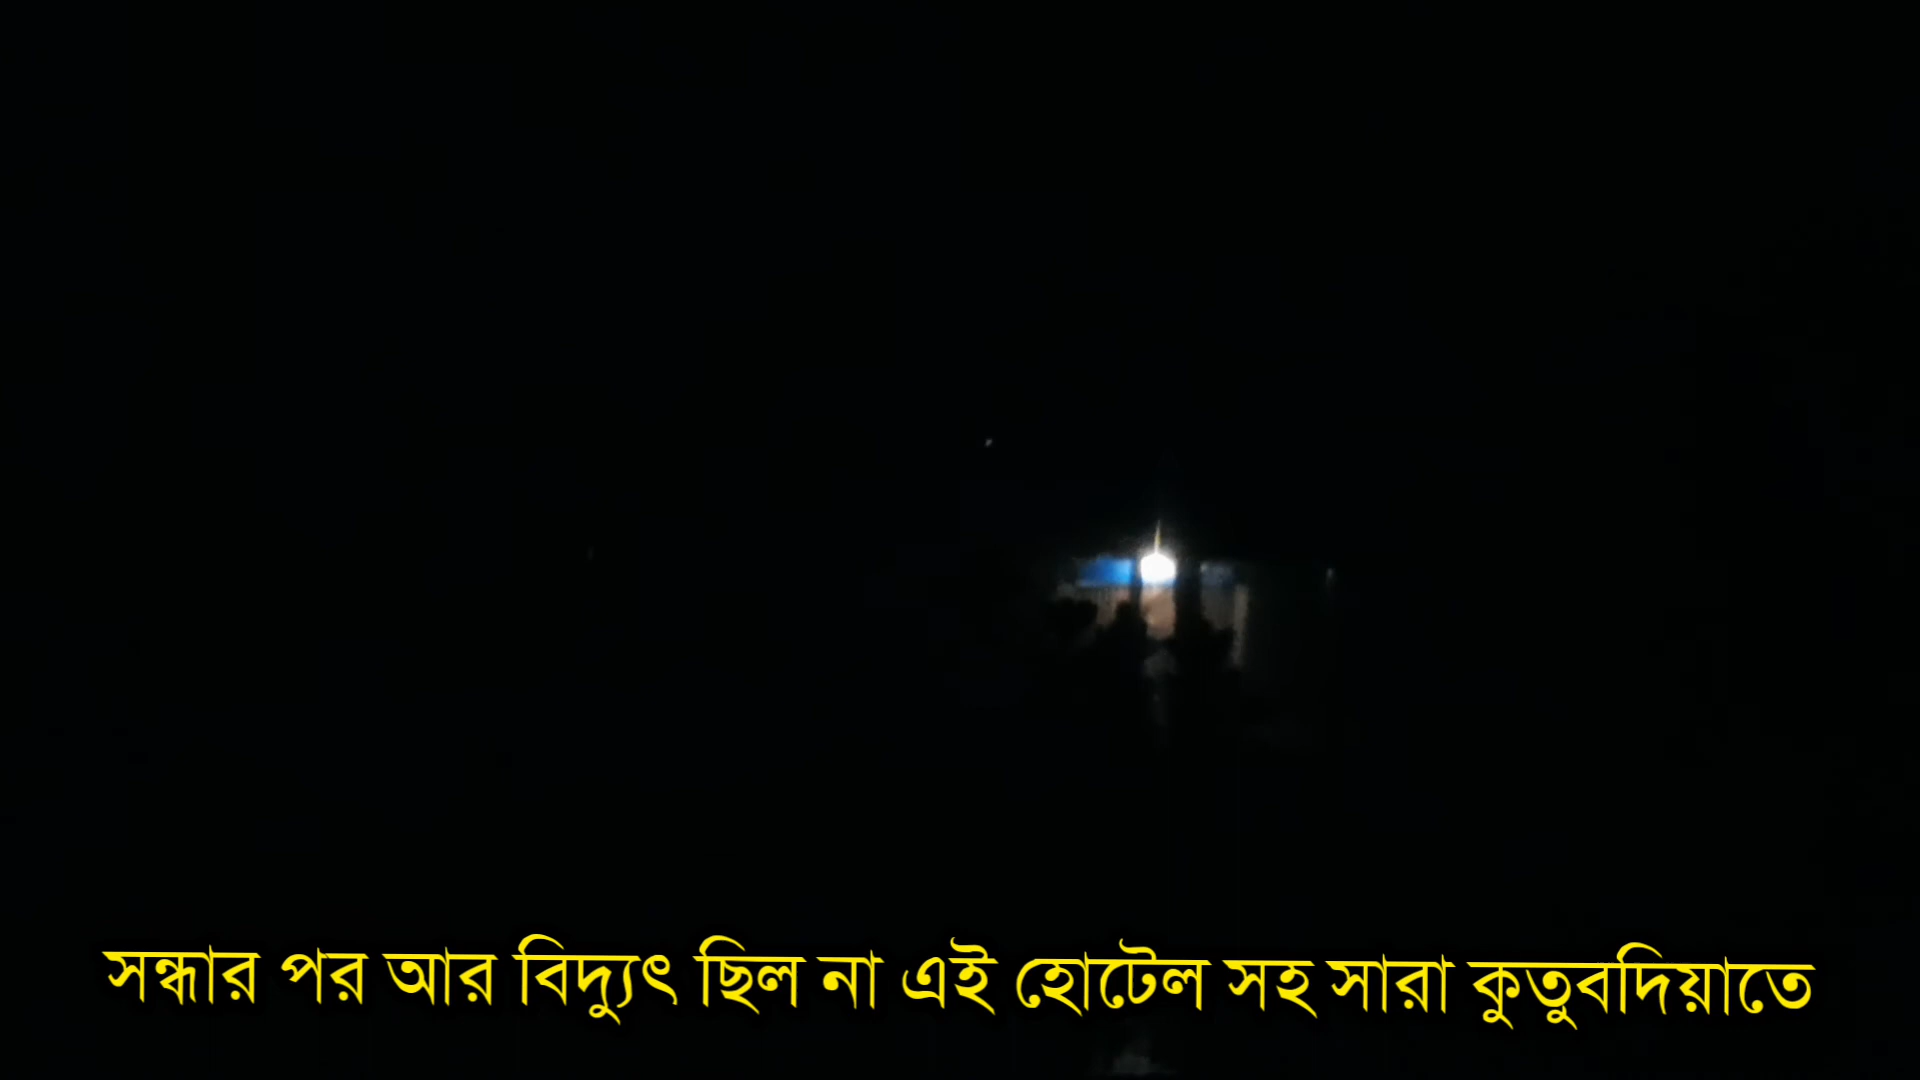 সন্ধার পর আর বিদ্যুৎ ছিল না এই হোটেল সহ সারা কুতুবদিয়াতে